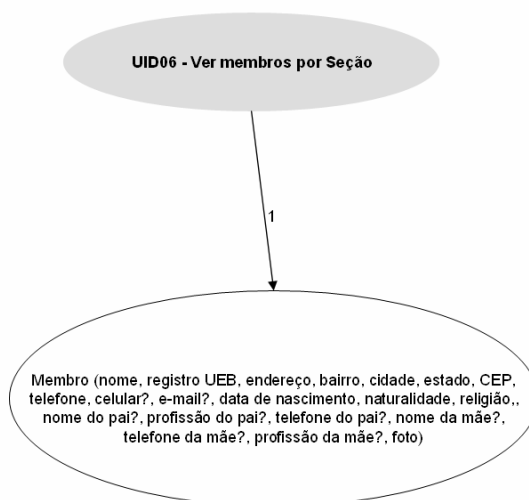 UID06 - Ver membros por Seção
1
Membro (nome, registro UEB, endereço, bairro, cidade, estado, CEP,
telefone, celular?, e-mail?, data de nascimento, naturalidade, religião,,
nome do pai?, profissão do pai?, telefone do pai?, nome da mãe?,
telefone da mãe?, profissão da mãe?, foto)